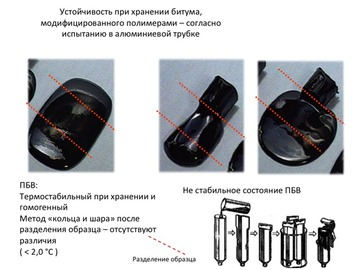 Устойчивость при хранении битума,
модифицированного полимерами – согласно
испытанию в алюминиевой трубке
ПБВ:
Термостабильный при хранении и
гомогенный
Метод «кольца и шара» после
разделения образца – отсутствуют
различия
( < 2,0 °C )
Не стабильное состояние ПБВ
Разделение образца